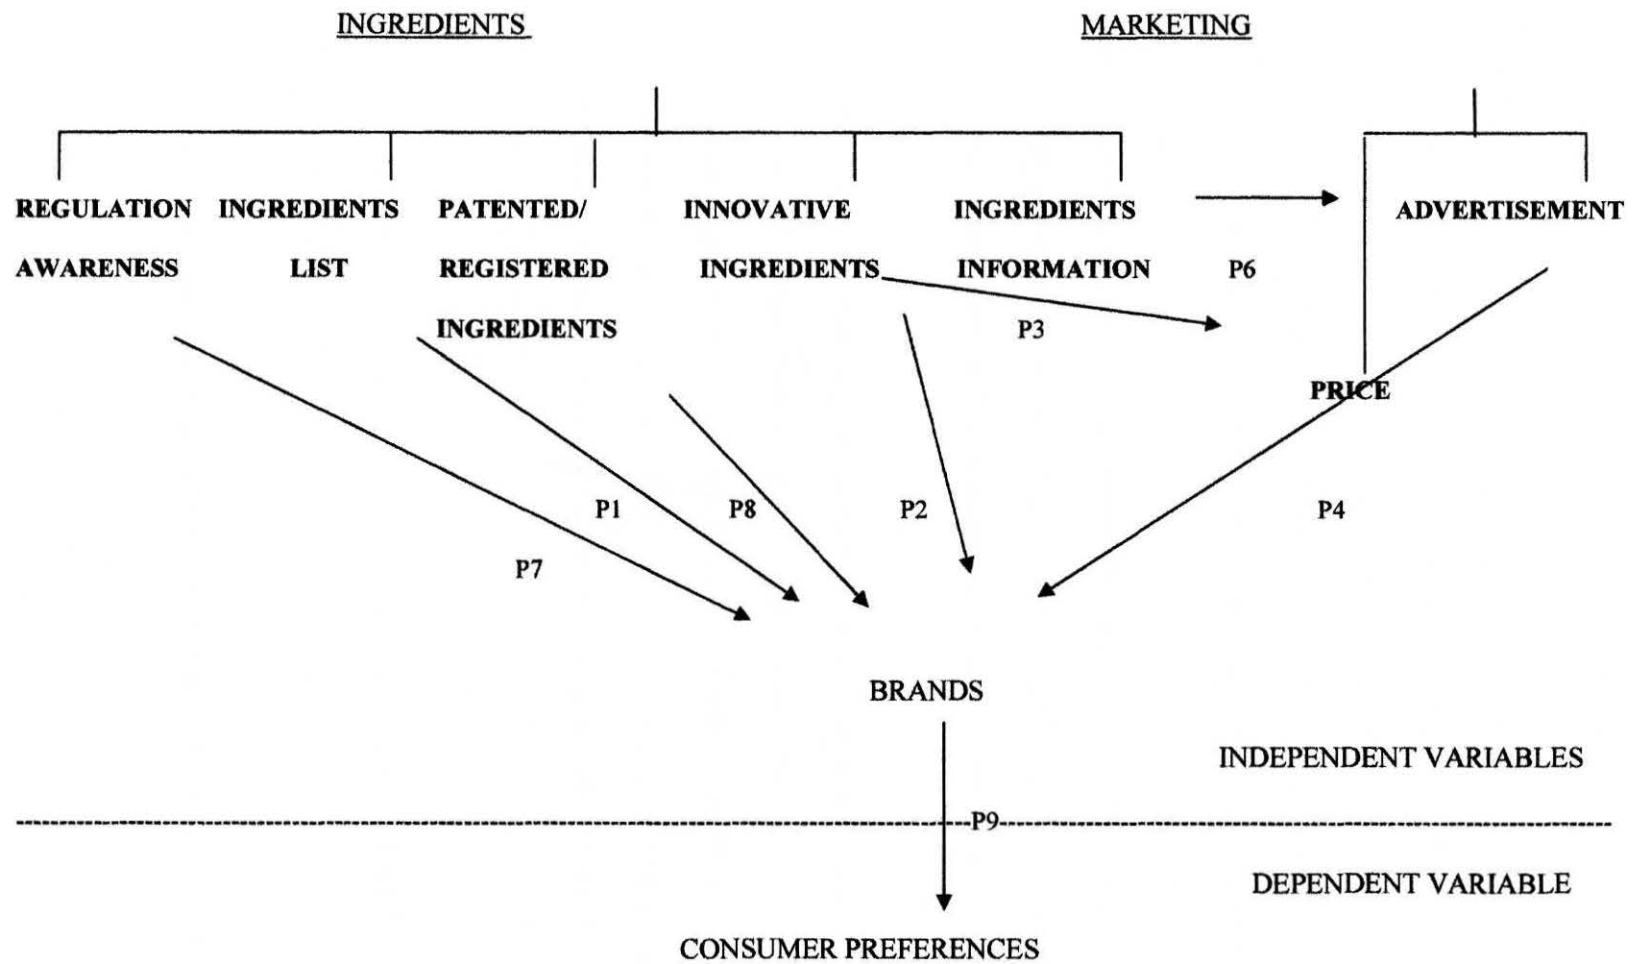 INGREDIENTS MARKETING
REGULATION INGREDIENTS PATENTED/ INNOVATIVE INGREDIENTS ADVERTISEMENT
AWARENESS LIST REGISTERED INGREDIENTS INFORMATION P6
INGREDIENTS P3
PRICE
P1 P8 P2 P4
P7
BRANDS
INDEPENDENT VARIABLES
P9
DEPENDENT VARIABLE
CONSUMER PREFERENCES